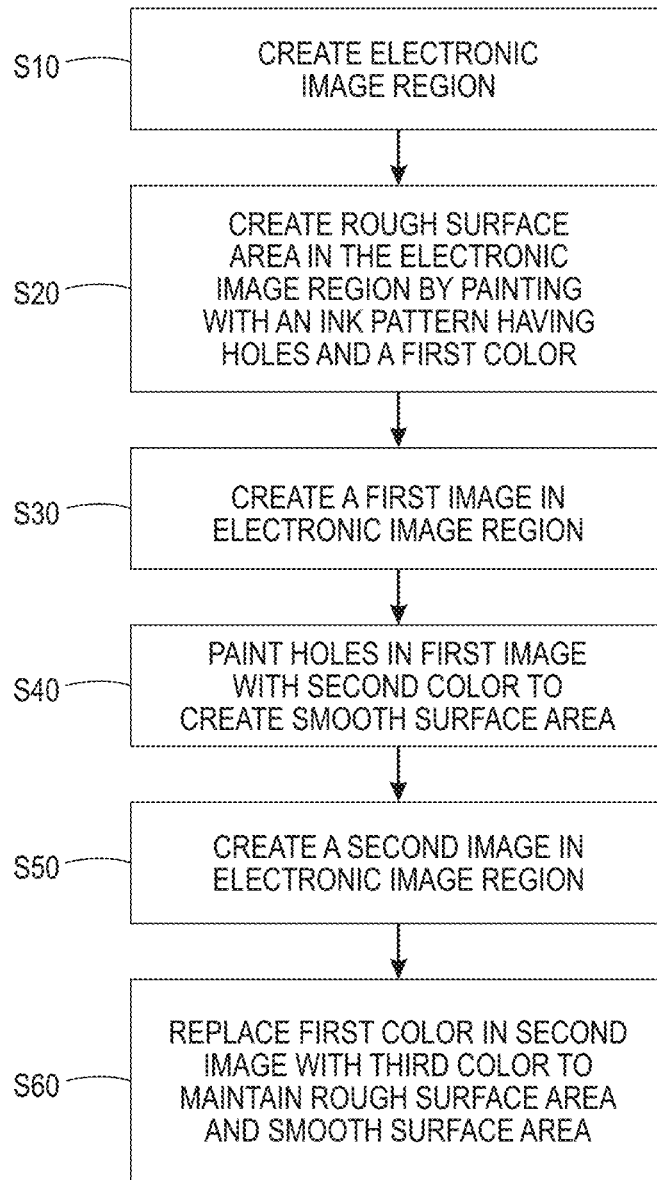 S10
CREATE ELECTRONIC
IMAGE REGION
S20
CREATE ROUGH SURFACE
AREA IN THE ELECTRONIC
IMAGE REGION BY PAINTING
WITH AN INK PATTERN HAVING
HOLES AND A FIRST COLOR
S30
CREATE A FIRST IMAGE IN
ELECTRONIC IMAGE REGION
S40
PAINT HOLES IN FIRST IMAGE
WITH SECOND COLOR TO
CREATE SMOOTH SURFACE AREA
S50
CREATE A SECOND IMAGE IN
ELECTRONIC IMAGE REGION
S60
REPLACE FIRST COLOR IN SECOND
IMAGE WITH THIRD COLOR TO
MAINTAIN ROUGH SURFACE AREA
AND SMOOTH SURFACE AREA